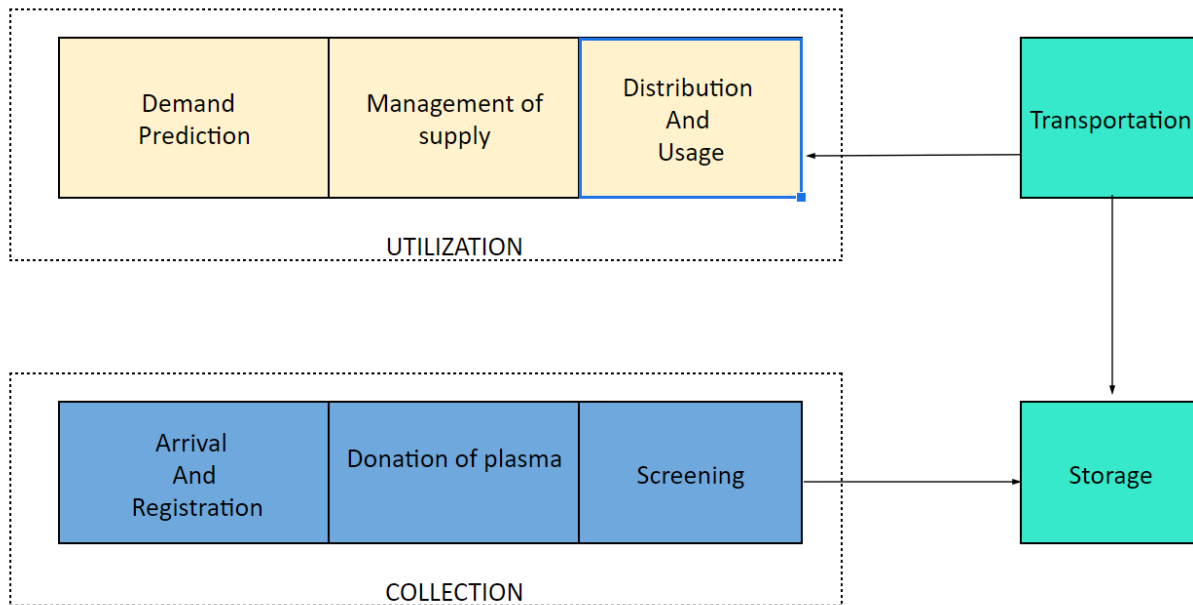 Demand
Prediction
Management of
supply
Distribution
And
Usage
Transportation
UTILIZATION
Arrival
And
Registration
Donation of plasma
Screening
Storage
COLLECTION